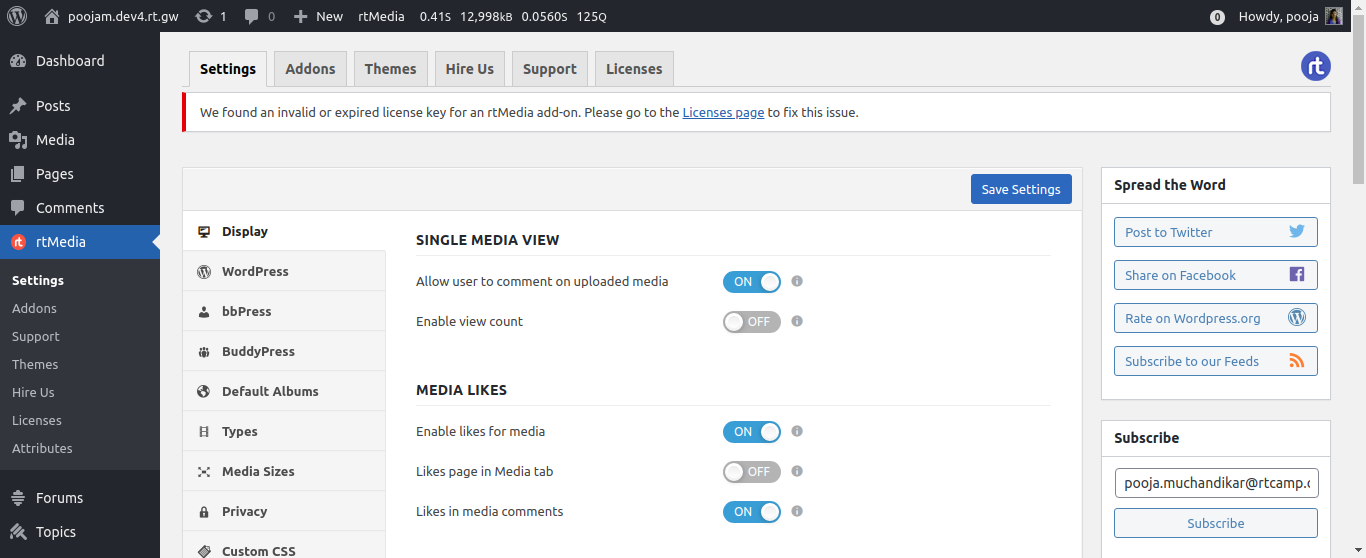 poojam.dev4.rt.gw 1 0 New rtMedia 0.41S 12,998KB 0.0560S 125Q 0 Howdy, pooja
Dashboard
Posts
Media
Pages
Comments
rt rtMedia
Settings
Addons
Support
Themes
Hire Us
Licenses
Attributes
Forums
Topics
Settings Addons Themes Hire Us Support Licenses rt
We found an invalid or expired license key for an rtMedia add-on. Please go to the Licenses page to fix this issue.
Save Settings
Display
WordPress
bbPress
BuddyPress
Default Albums
Types
Media Sizes
Privacy
Custom CSS
SINGLE MEDIA VIEW
Allow user to comment on uploaded media ON
Enable view count OFF
MEDIA LIKES
Enable likes for media ON
Likes page in Media tab OFF
Likes in media comments ON
Spread the Word
Post to Twitter
Share on Facebook
Rate on Wordpress.org
Subscribe to our Feeds
Subscribe
pooja.muchandikar@rtcamp.c
Subscribe